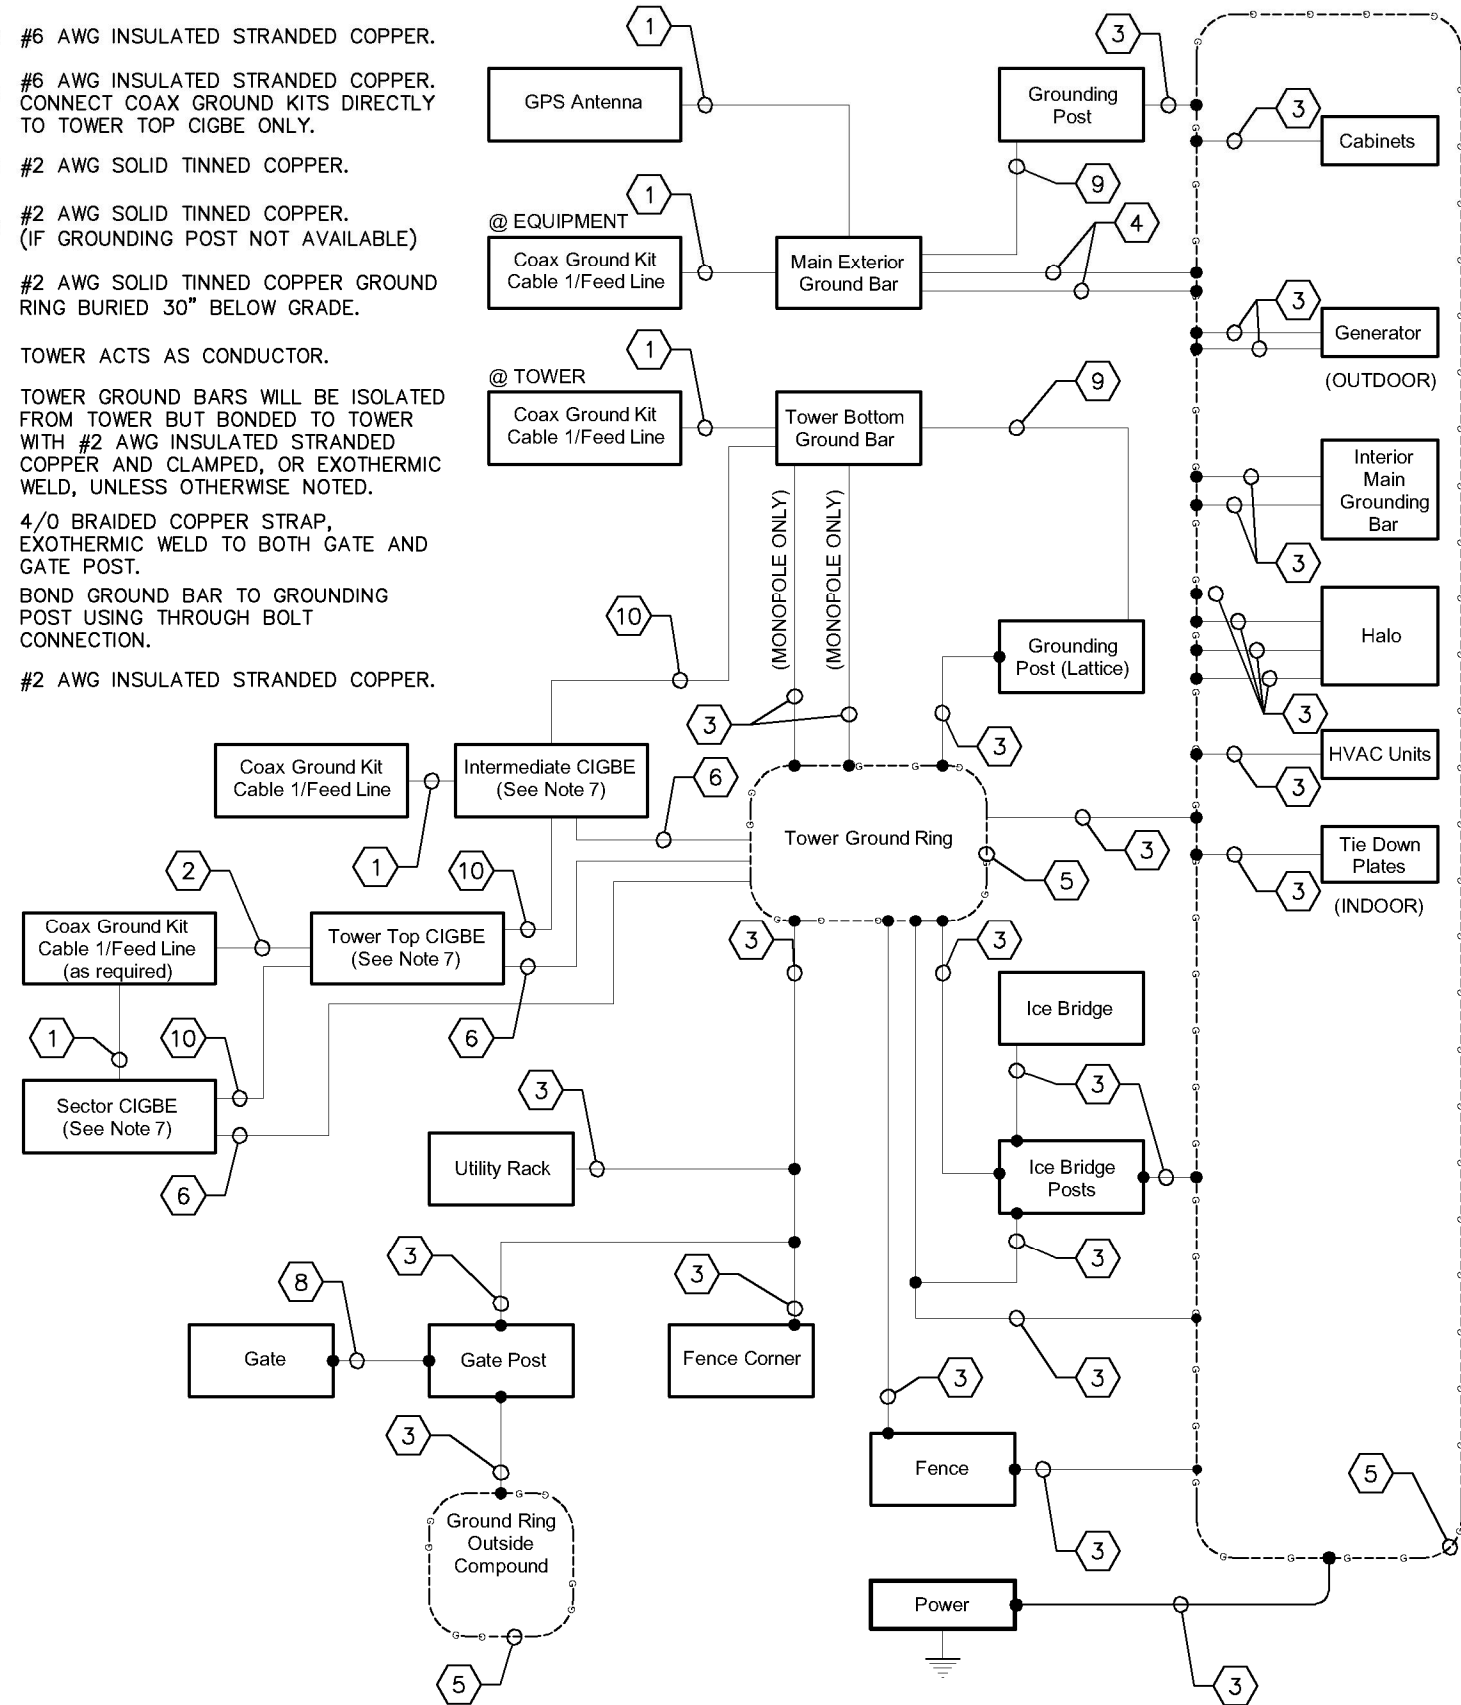 #6 AWG INSULATED STRANDED COPPER.
#6 AWG INSULATED STRANDED COPPER.
CONNECT COAX GROUND KITS DIRECTLY
TO TOWER TOP CIGBE ONLY.
#2 AWG SOLID TINNED COPPER.
#2 AWG SOLID TINNED COPPER.
(IF GROUNDING POST NOT AVAILABLE)
#2 AWG SOLID TINNED COPPER GROUND
RING BURIED 30" BELOW GRADE.
TOWER ACTS AS CONDUCTOR.
TOWER GROUND BARS WILL BE ISOLATED
FROM TOWER BUT BONDED TO TOWER
WITH #2 AWG INSULATED STRANDED
COPPER AND CLAMPED, OR EXOTHERMIC
WELD, UNLESS OTHERWISE NOTED.
4/0 BRAIDED COPPER STRAP,
EXOTHERMIC WELD TO BOTH GATE AND
GATE POST.
BOND GROUND BAR TO GROUNDING
POST USING THROUGH BOLT
CONNECTION.
#2 AWG INSULATED STRANDED COPPER.
1
GPS Antenna
3
Grounding
Post
9
3
Cabinets
1
@ EQUIPMENT
Coax Ground Kit
Cable 1/Feed Line
Main Exterior
Ground Bar
4
3
Generator
(OUTDOOR)
1
@ TOWER
Coax Ground Kit
Cable 1/Feed Line
Tower Bottom
Ground Bar
9
Interior
Main
Grounding
Bar
3
(MONOFOLE ONLY)
(MONOFOLE ONLY)
10
Grounding
Post (Lattice)
Halo
3
3
3
HVAC Units
3
Coax Ground Kit
Cable 1/Feed Line
1
Intermediate CIGBE
(See Note 7)
6
Tower Ground Ring
5
3
Tie Down
Plates
(INDOOR)
3
2
10
Coax Ground Kit
Cable 1/Feed Line
(as required)
Tower Top CIGBE
(See Note 7)
6
3
3
1
10
Sector CIGBE
(See Note 7)
6
Ice Bridge
3
3
Utility Rack
Ice Bridge
Posts
3
3
8
3
Gate
Gate Post
Fence Corner
3
3
3
Fence
3
5
Ground Ring
Outside
Compound
5
Power
3